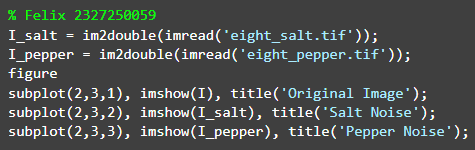 % Felix 2327250059
I_salt = im2double(imread('eight_salt.tif'));
I_pepper = im2double(imread('eight_pepper.tif'));
figure
subplot(2,3,1), imshow(I), title('Original Image');
subplot(2,3,2), imshow(I_salt), title('Salt Noise');
subplot(2,3,3), imshow(I_pepper), title('Pepper Noise');